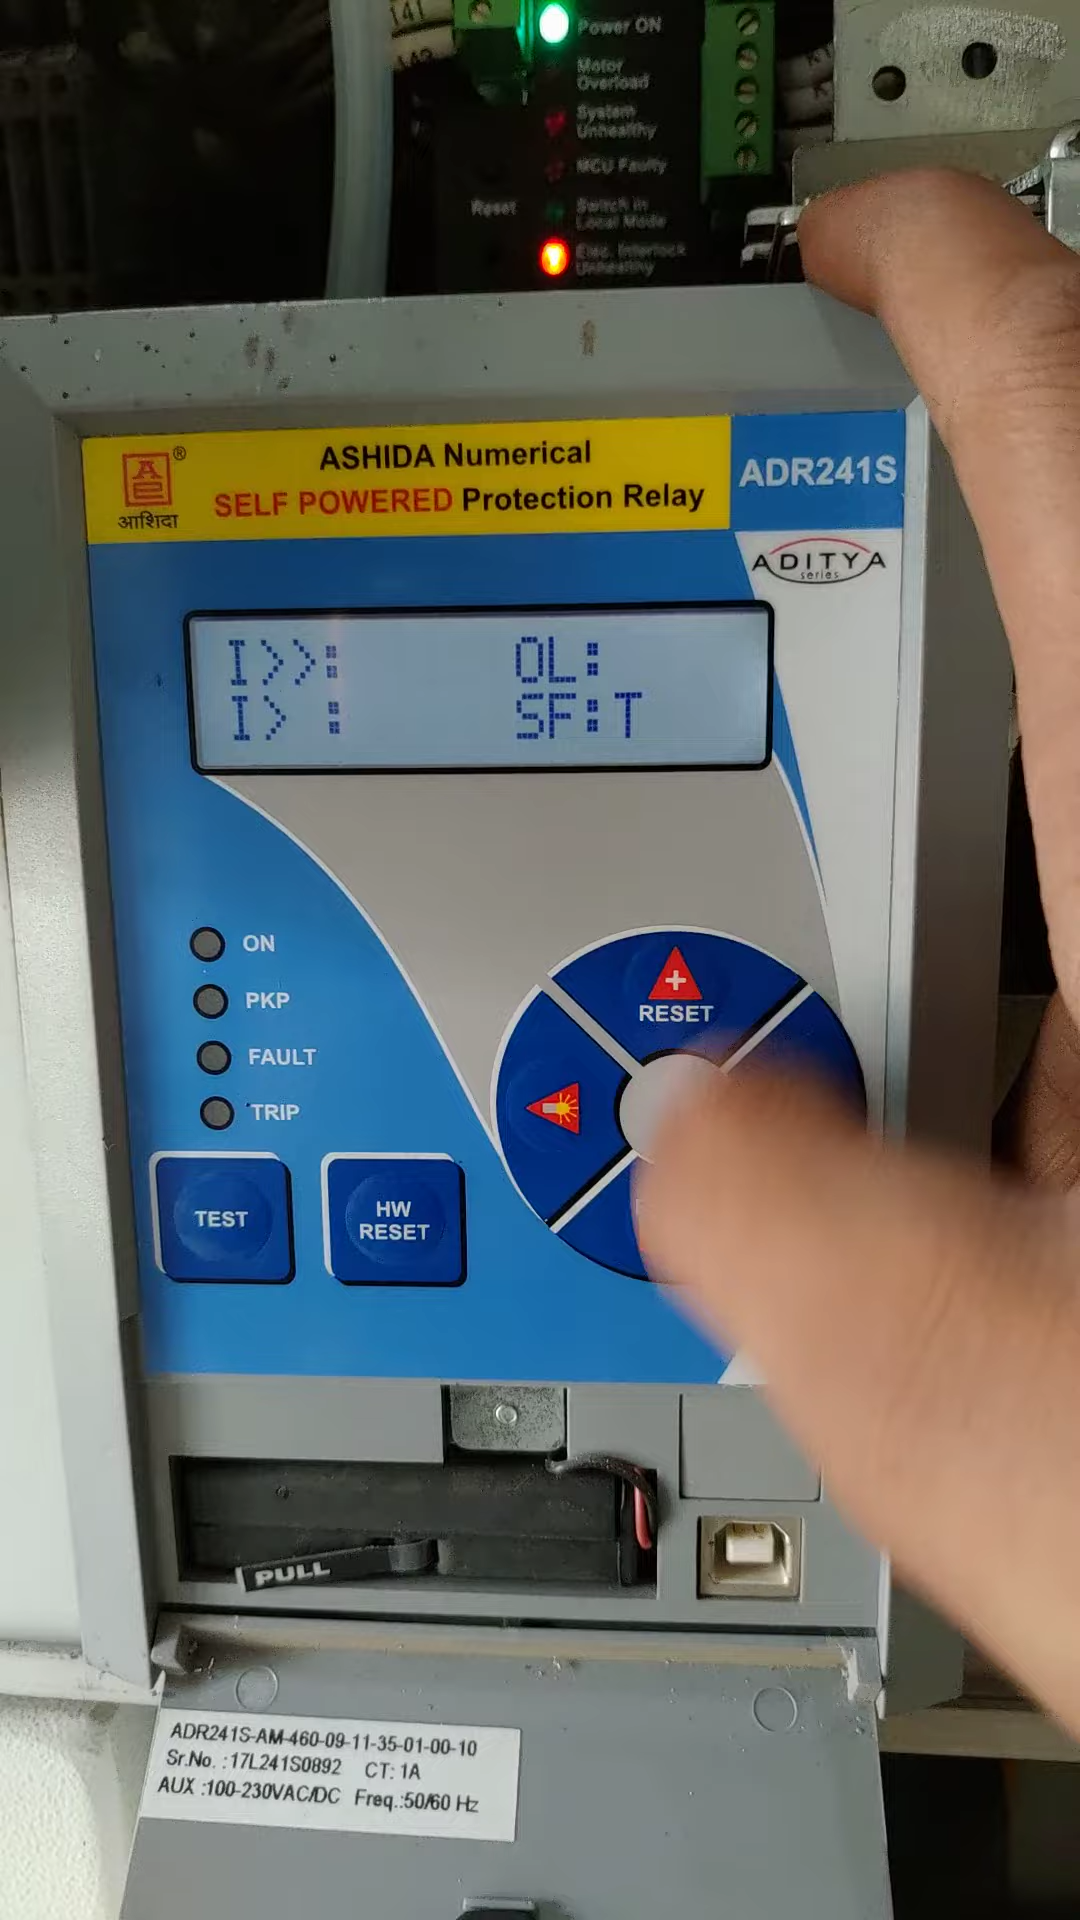 141
Power ON
Motor
Overload
System
Unhealthy
MCU Faulty
Reset
Switch in
Local Mode
Elec. Interlock
Unhealthy
ASHIDA Numerical
SELF POWERED Protection Relay
ADR241S
®
आशिदा
ADITYA
series
I>>: OL:
I> : SF:T
ON
PKP
FAULT
TRIP
RESET
TEST
HW
RESET
PULL
ADR241S-AM-460-09-11-35-01-00-10
Sr.No. :17L241S0892 CT: 1A
AUX :100-230VAC/DC Freq.:50/60 Hz